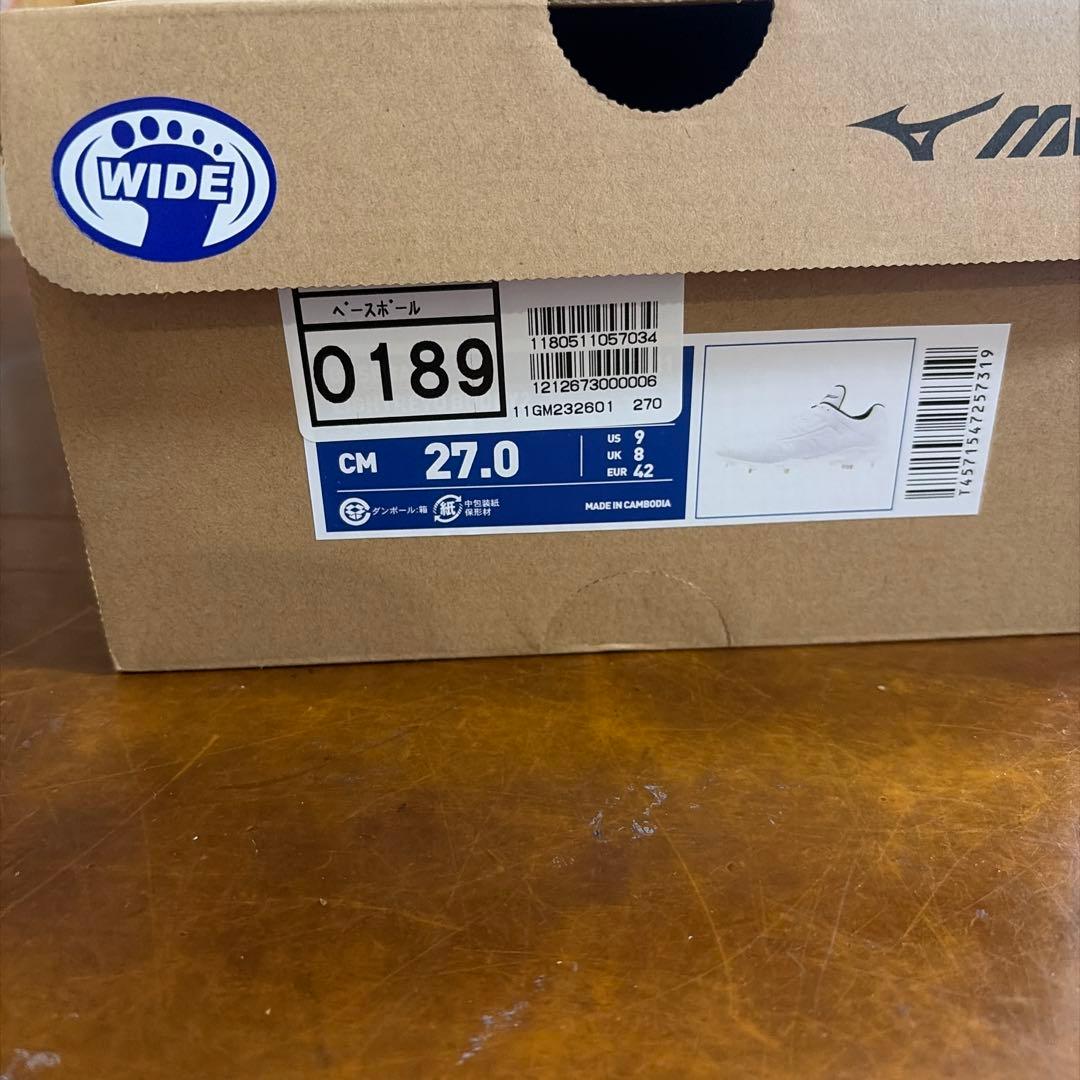 WIDE
ベースボール
0189
1180511057034
1212673000006
11GM232601 270
CM 27.0
US 9
UK 8
EUR 42
ダンボール:箱
紙
中包装紙
保形材
MADE IN CAMBODIA
T457154725731​9